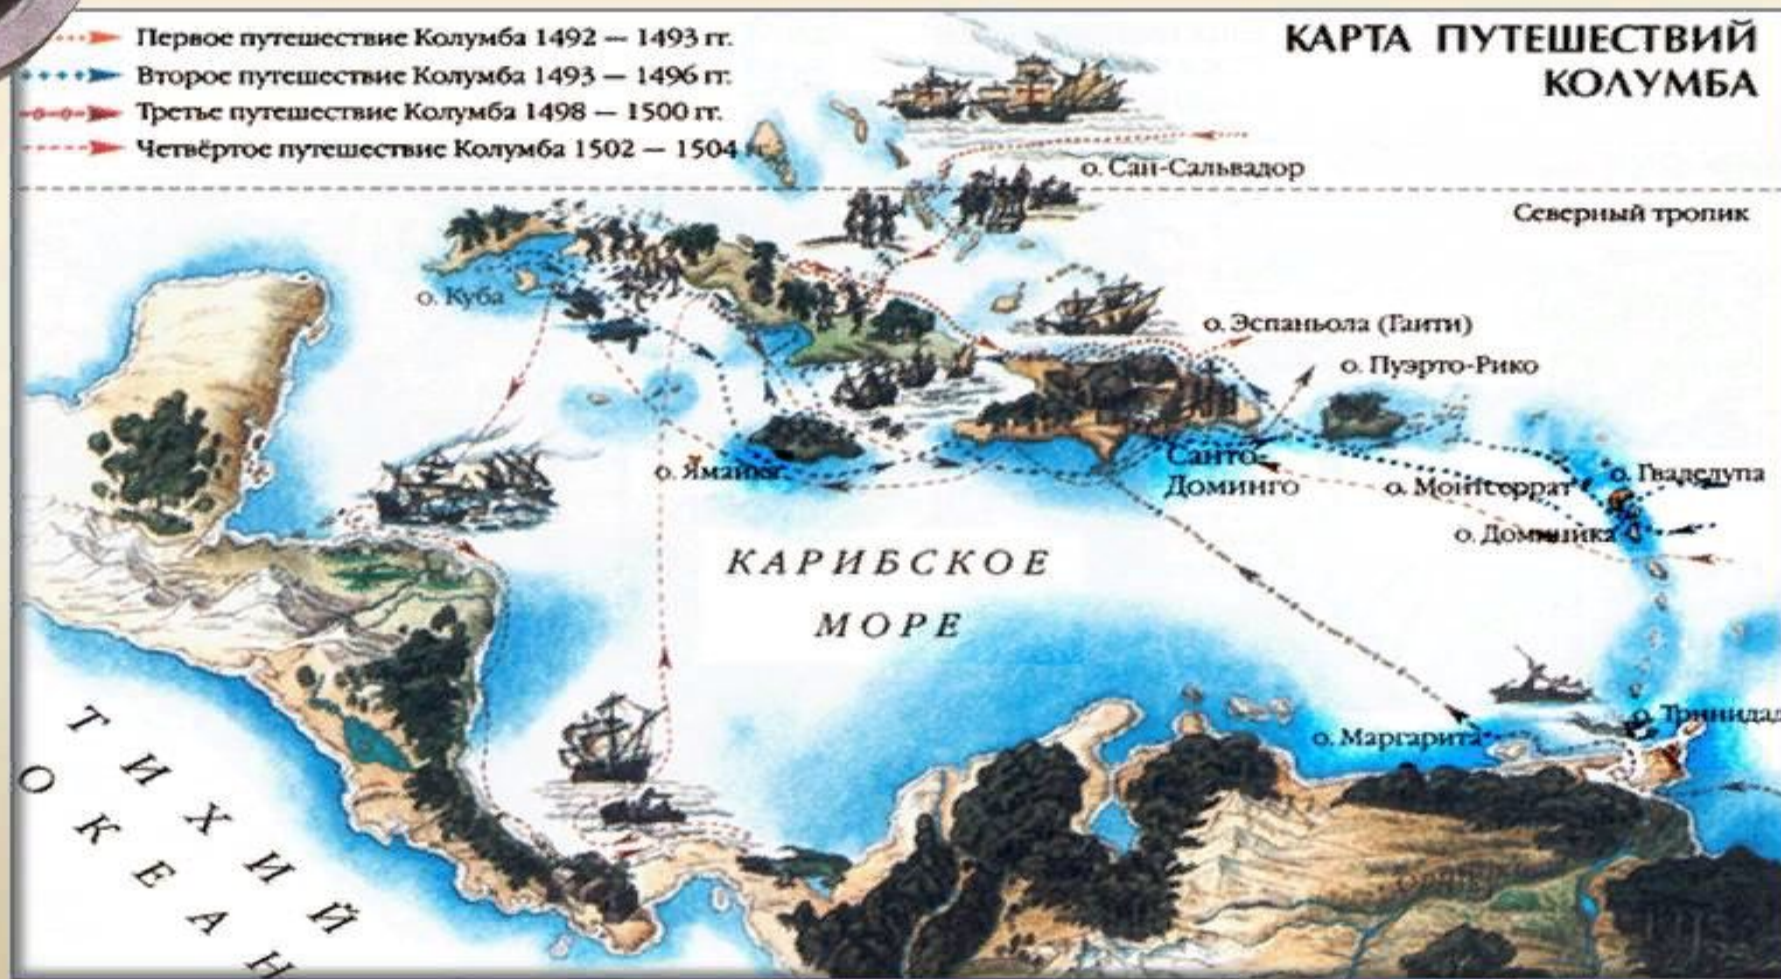 Первое путешествие Колумба 1492 — 1493 гг.
Второе путешествие Колумба 1493 — 1496 гг.
Третье путешествие Колумба 1498 — 1500 гг.
Четвёртое путешествие Колумба 1502 — 1504
КАРТА ПУТЕШЕСТВИЙ
КОЛУМБА
о. Сан-Сальвадор
Северный тропик
о. Куба
о. Эспаньола (Гаити)
о. Пуэрто-Рико
о. Ямайка
Санто-
Доминго
о. Монтсеррат
о. Гваделупа
о. Доминика
КАРИБСКОЕ
МОРЕ
о. Тринидад
о. Маргарита
ТИХИЙ
ОКЕАН